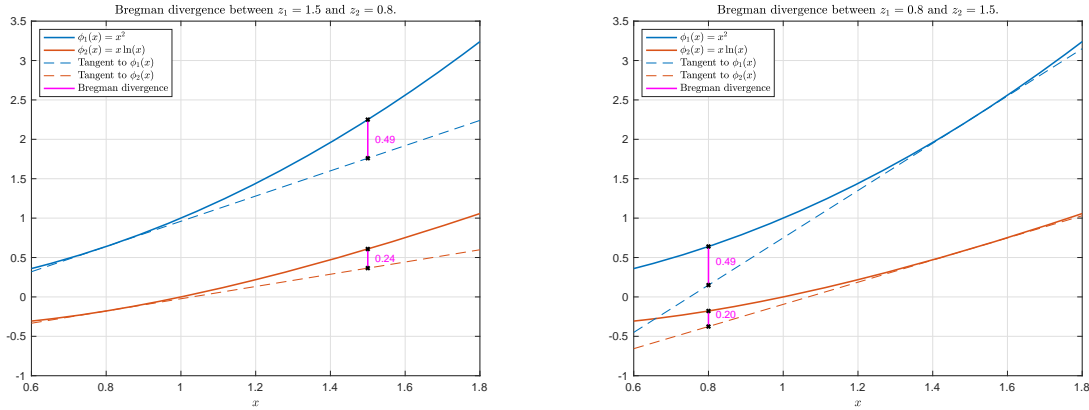 Bregman divergence between z₁ = 1.5 and z₂ = 0.8.
3.5
3
2.5
2
1.5
1
0.5
0
-0.5
-1
0.6 0.8 1 1.2 1.4 1.6 1.8
x
ϕ₁(x) = x²
ϕ₂(x) = x ln(x)
Tangent to ϕ₁(x)
Tangent to ϕ₂(x)
Bregman divergence
0.49
0.24
Bregman divergence between z₁ = 0.8 and z₂ = 1.5.
3.5
3
2.5
2
1.5
1
0.5
0
-0.5
-1
0.6 0.8 1 1.2 1.4 1.6 1.8
x
ϕ₁(x) = x²
ϕ₂(x) = x ln(x)
Tangent to ϕ₁(x)
Tangent to ϕ₂(x)
Bregman divergence
0.49
0.20